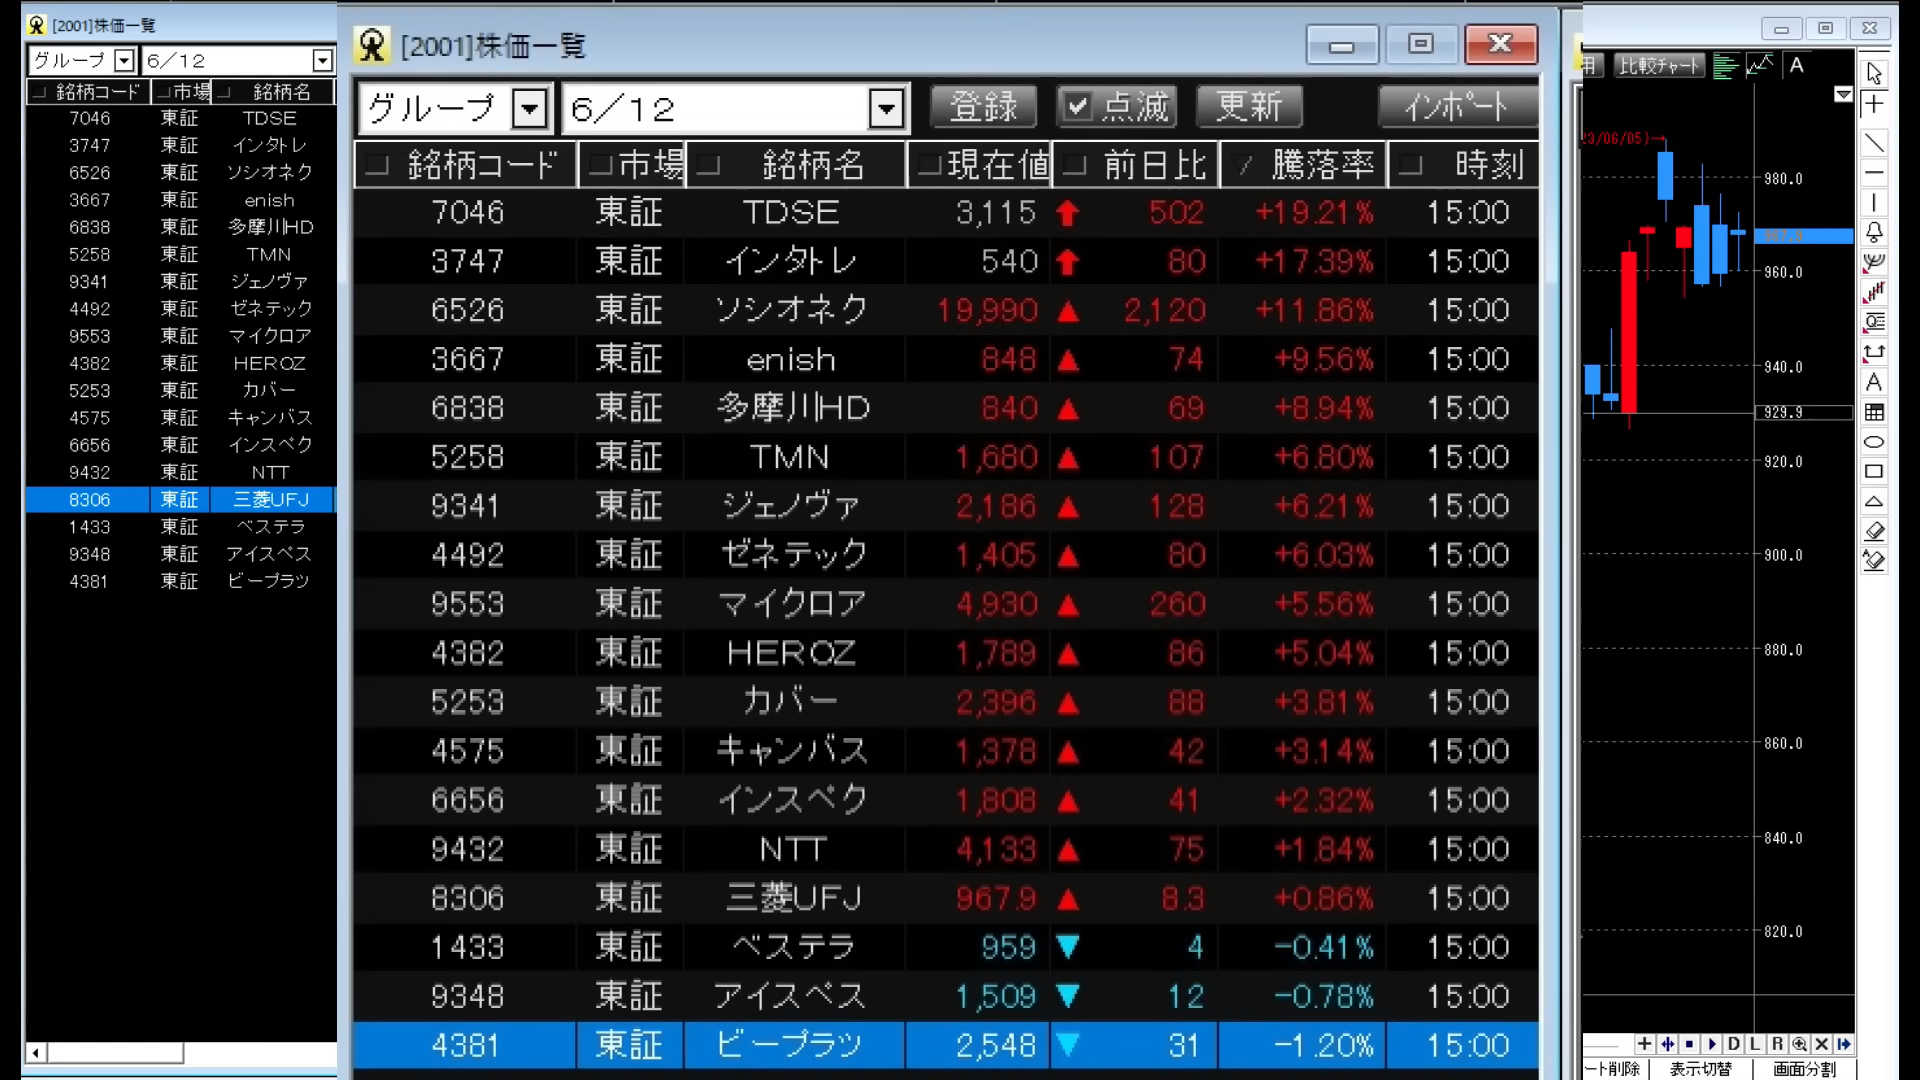 [2001]株価一覧
グループ 6／12
銘柄コード 市場 銘柄名
7046 東証 TDSE
3747 東証 インタトレ
6526 東証 ソシオネク
3667 東証 enish
6838 東証 多摩川HD
5258 東証 TMN
9341 東証 ジェノヴァ
4492 東証 ゼネテック
9553 東証 マイクロア
4382 東証 HEROZ
5253 東証 カバー
4575 東証 キャンバス
6656 東証 インスペク
9432 東証 NTT
8306 東証 三菱UFJ
1433 東証 ベステラ
9348 東証 アイスペス
4381 東証 ビープラツ
[2001]株価一覧
グループ 6／12 登録 点滅 更新 インポート
銘柄コード 市場 銘柄名 現在値 前日比 騰落率 時刻
7046 東証 TDSE 3,115 502 +19.21% 15:00
3747 東証 インタトレ 540 80 +17.39% 15:00
6526 東証 ソシオネク 19,990 2,120 +11.86% 15:00
3667 東証 enish 848 74 +9.56% 15:00
6838 東証 多摩川HD 840 69 +8.94% 15:00
5258 東証 TMN 1,680 107 +6.80% 15:00
9341 東証 ジェノヴァ 2,186 128 +6.21% 15:00
4492 東証 ゼネテック 1,405 80 +6.03% 15:00
9553 東証 マイクロア 4,930 260 +5.56% 15:00
4382 東証 HEROZ 1,789 86 +5.04% 15:00
5253 東証 カバー 2,396 88 +3.81% 15:00
4575 東証 キャンバス 1,378 42 +3.14% 15:00
6656 東証 インスペク 1,808 41 +2.32% 15:00
9432 東証 NTT 4,133 75 +1.84% 15:00
8306 東証 三菱UFJ 967.9 8.3 +0.86% 15:00
1433 東証 ベステラ 959 4 -0.41% 15:00
9348 東証 アイスペス 1,509 12 -0.78% 15:00
4381 東証 ビープラツ 2,548 31 -1.20% 15:00
用 比較チャート A
23/06/05)→
980.0
960.0
940.0
929.9
920.0
900.0
880.0
860.0
840.0
820.0
A
D L R
ート削除 表示切替 画面分割